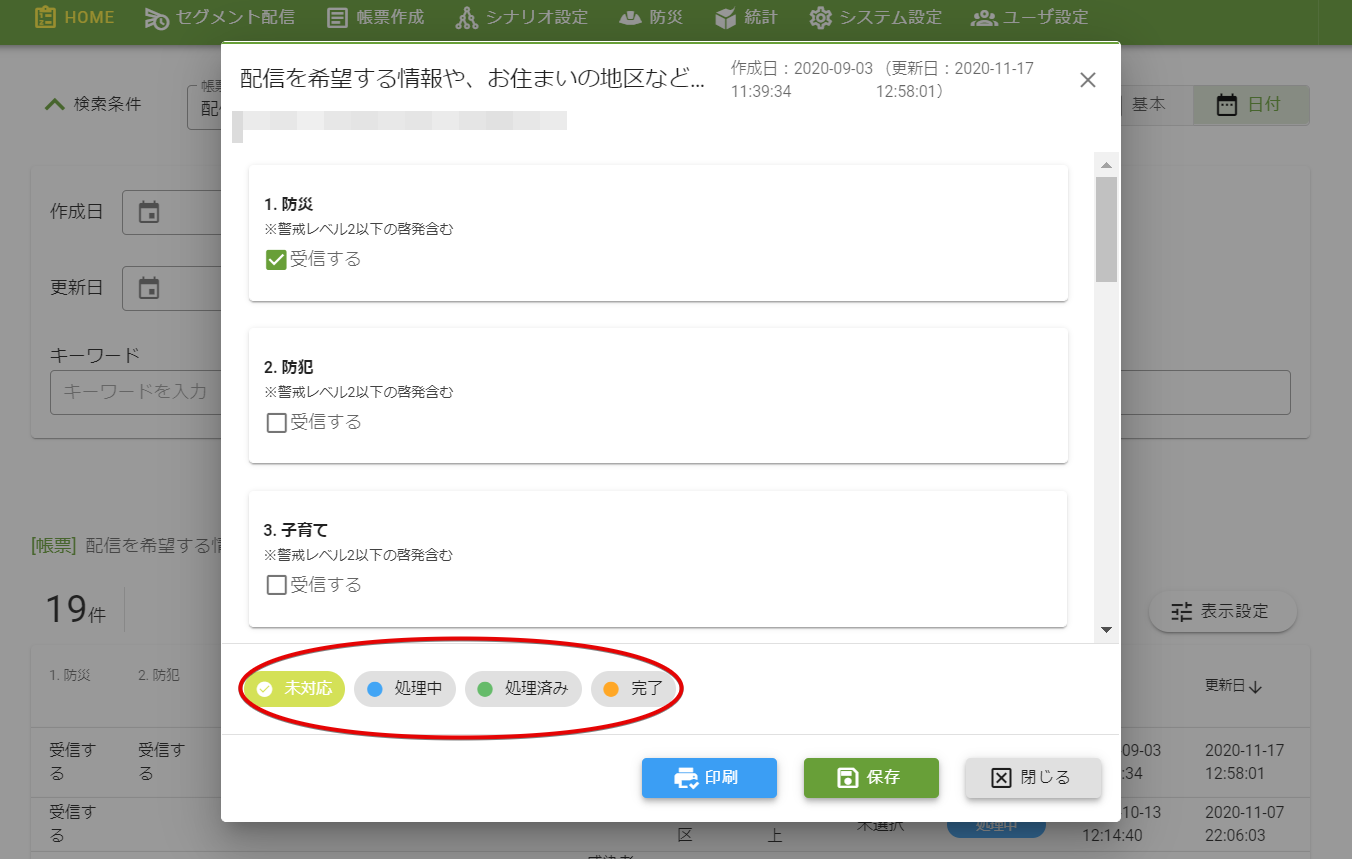 HOME セグメント配信 帳票作成 シナリオ設定 防災 統計 システム設定 ユーザ設定
配信を希望する情報や、お住まいの地区など...
作成日：2020-09-03 11:39:34
（更新日：2020-11-17 12:58:01）
検索条件
帳票
基本 日付
1. 防災
※警戒レベル2以下の啓発含む
受信する
作成日
更新日
キーワード
キーワードを入力
2. 防犯
※警戒レベル2以下の啓発含む
受信する
3. 子育て
※警戒レベル2以下の啓発含む
受信する
[帳票] 配信を希望する情
19件
表示設定
未対応 処理中 処理済み 完了
1. 防災 2. 防犯 更新日↓
印刷 保存 閉じる
受信する 受信する 09-03 :34 2020-11-17 12:58:01
受信する 区 上 未選択 処理中 10-13 12:14:40 2020-11-07 22:06:03